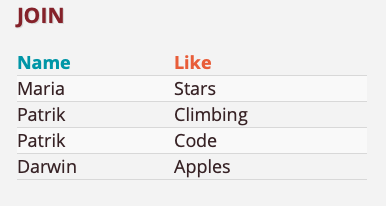 JOIN
Name Like
Maria Stars
Patrik Climbing
Patrik Code
Darwin Apples